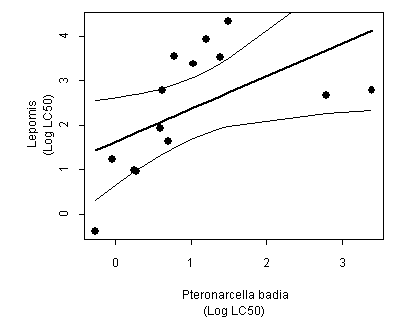 Lepomis
(Log LC50)
4
3
2
1
0
0 1 2 3
Pteronarcella badia
(Log LC50)